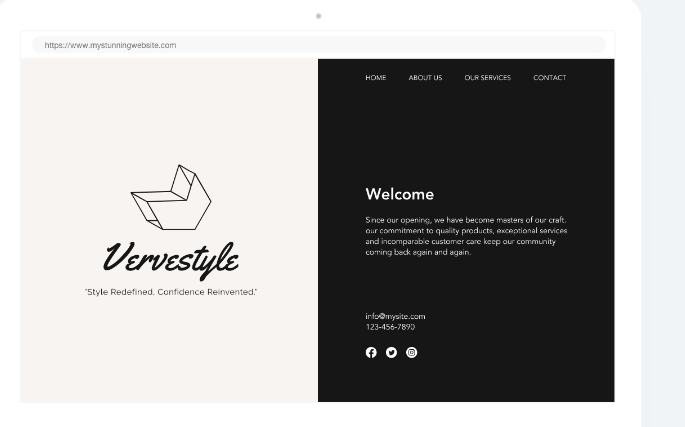 https://www.mystunningwebsite.com
HOME ABOUT US OUR SERVICES CONTACT
Vervestyle
"Style Redefined, Confidence Reinvented."
Welcome
Since our opening, we have become masters of our craft.
our commitment to quality products, exceptional services
and incomparable customer care keep our community
coming back again and again.
info@mysite.com
123-456-7890